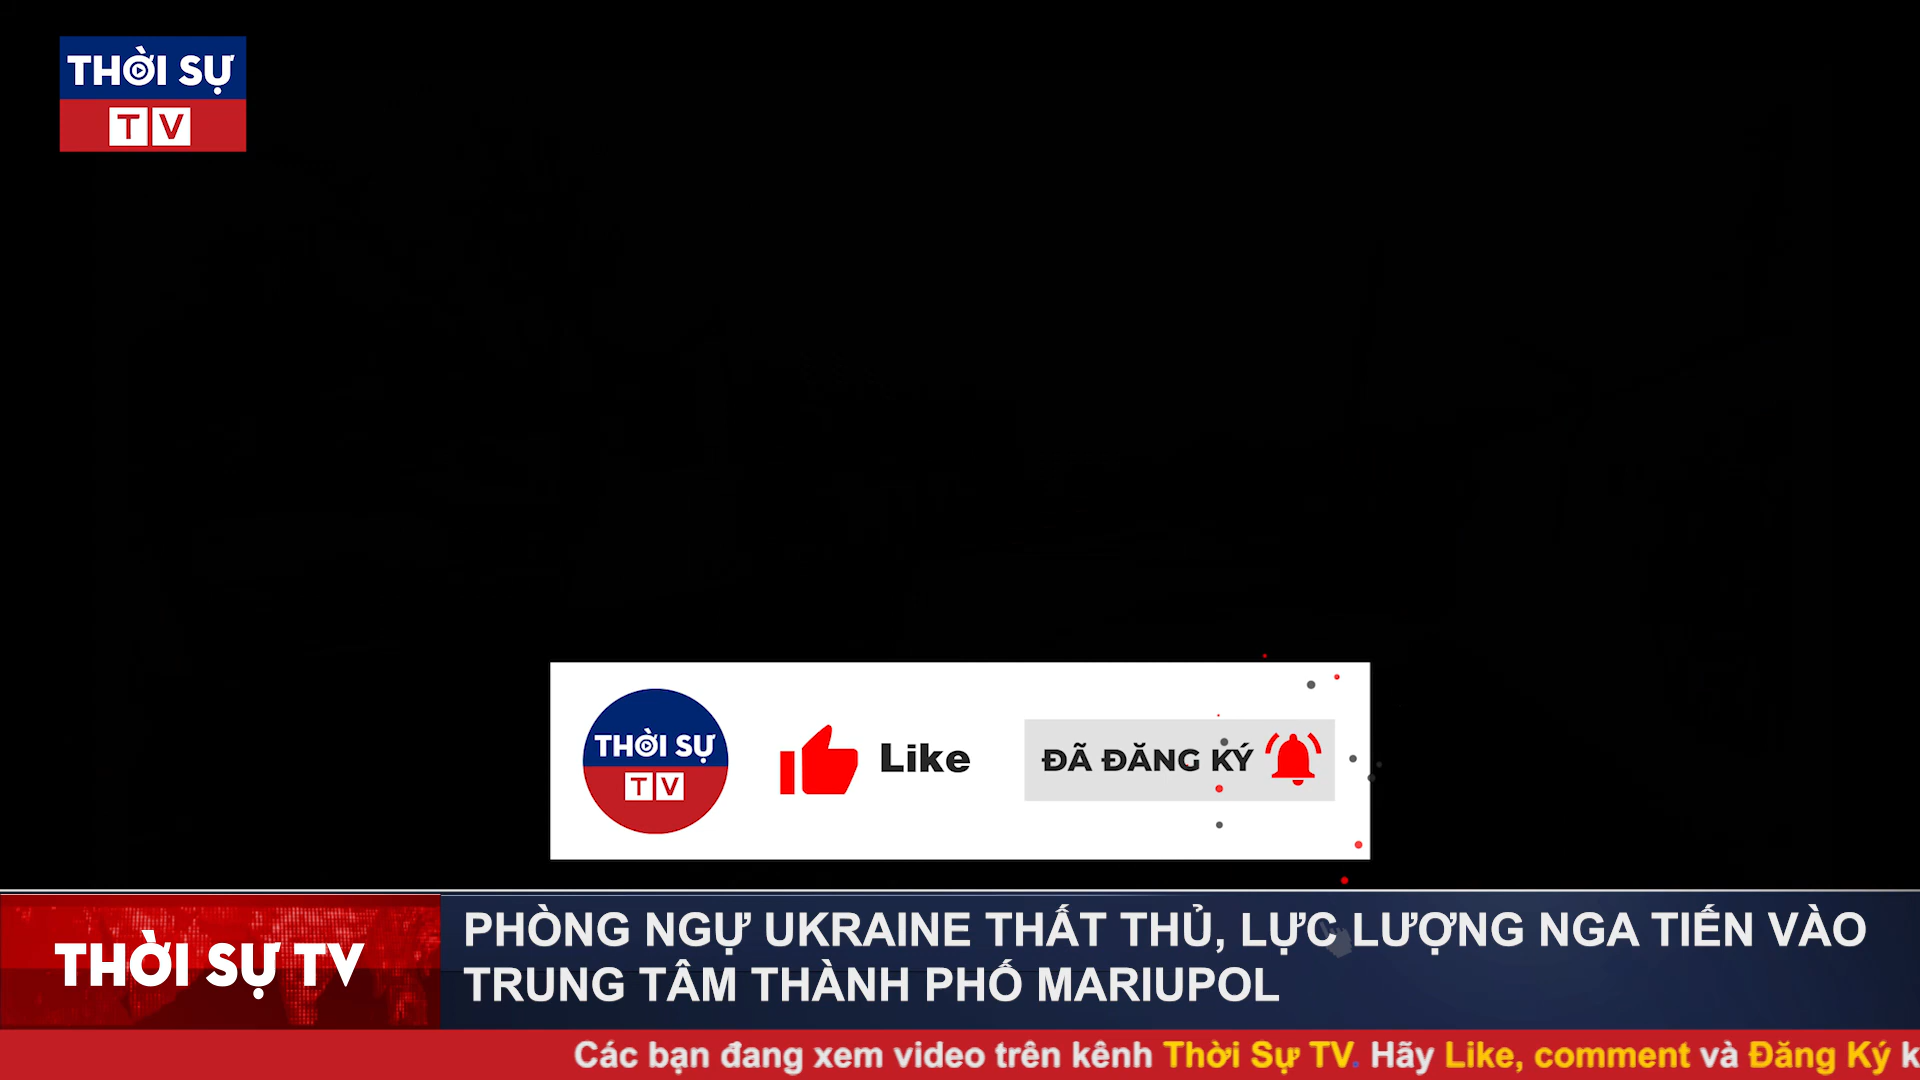 THỜI SỰ
TV
THỜI SỰ
TV
Like
ĐÃ ĐĂNG KÝ
THỜI SỰ TV
PHÒNG NGỰ UKRAINE THẤT THỦ, LỰC LƯỢNG NGA TIẾN VÀO
TRUNG TÂM THÀNH PHỐ MARIUPOL
Các bạn đang xem video trên kênh Thời Sự TV. Hãy Like, comment và Đăng Ký k